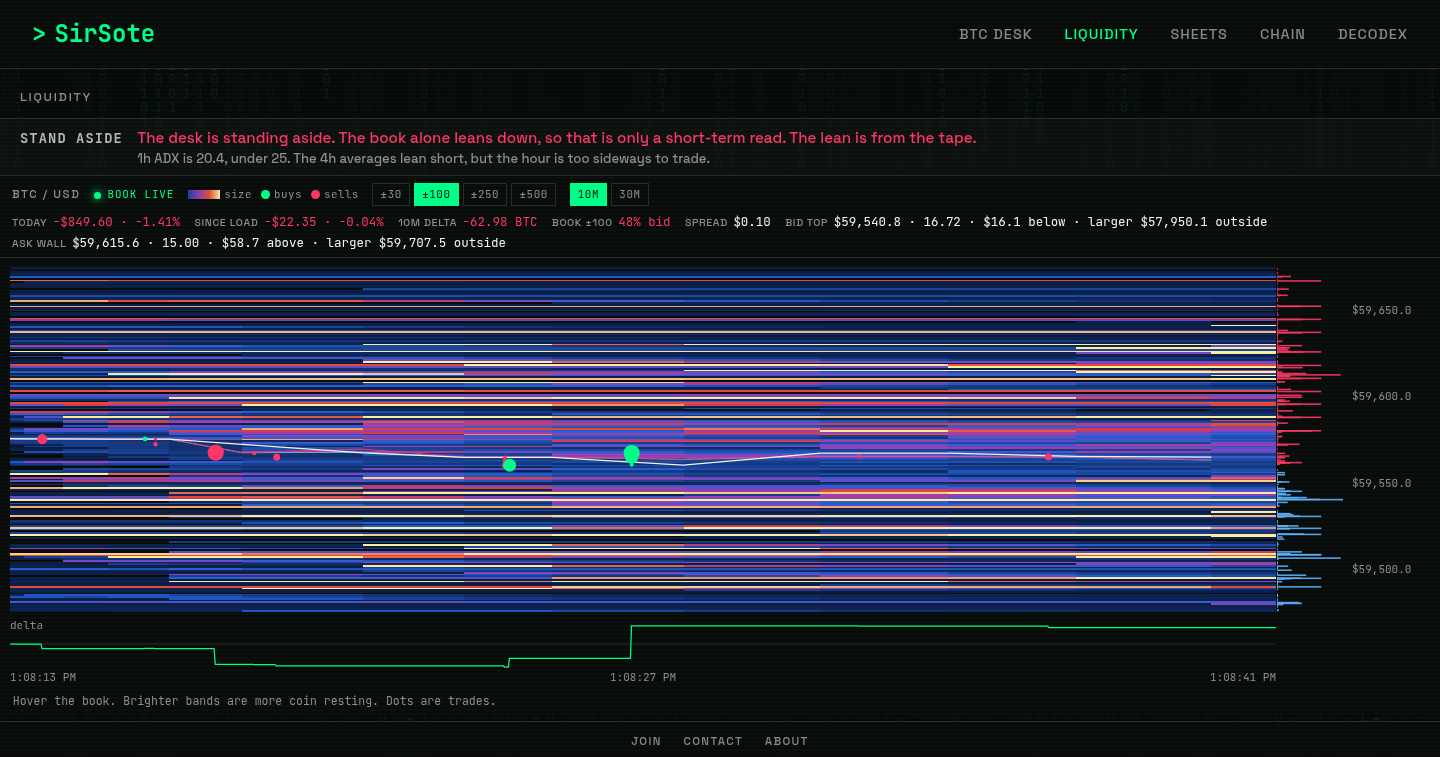 > SirSote
BTC DESK LIQUIDITY SHEETS CHAIN DECODEX
LIQUIDITY
STAND ASIDE The desk is standing aside. The book alone leans down, so that is only a short-term read. The lean is from the tape.
1h ADX is 20.4, under 25. The 4h averages lean short, but the hour is too sideways to trade.
BTC / USD BOOK LIVE size buys sells ±30 ±100 ±250 ±500 10M 30M
TODAY -$849.60 · -1.41% SINCE LOAD -$22.35 · -0.04% 10M DELTA -62.98 BTC BOOK ±100 48% bid SPREAD $0.10 BID TOP $59,540.8 · 16.72 · $16.1 below · larger $57,950.1 outside
ASK WALL $59,615.6 · 15.00 · $58.7 above · larger $59,707.5 outside
$59,650.0
$59,600.0
$59,550.0
$59,500.0
delta
1:08:13 PM 1:08:27 PM 1:08:41 PM
Hover the book. Brighter bands are more coin resting. Dots are trades.
JOIN CONTACT ABOUT